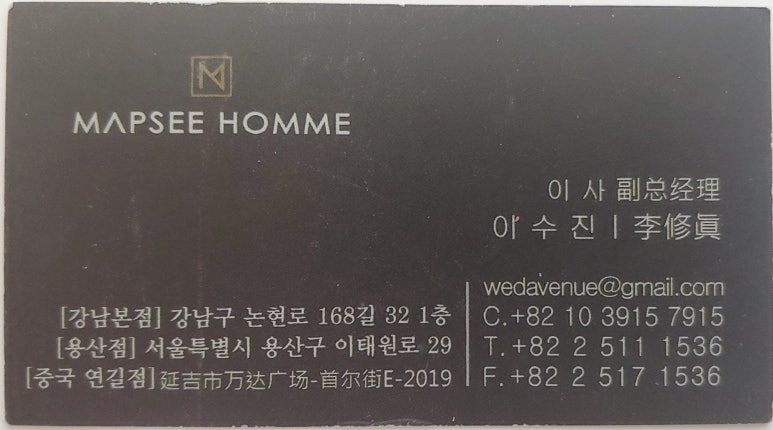 MAPSEE HOMME
이 사 副总经理
이 수 진 | 李修眞
wedavenue@gmail.com
[강남본점] 강남구 논현로 168길 32 1층
C.+82 10 3915 7915
[용산점] 서울특별시 용산구 이태원로 29
T.+82 2 511 1536
[중국 연길점] 延吉市万达广场-首尔街E-2019
F.+82 2 517 1536